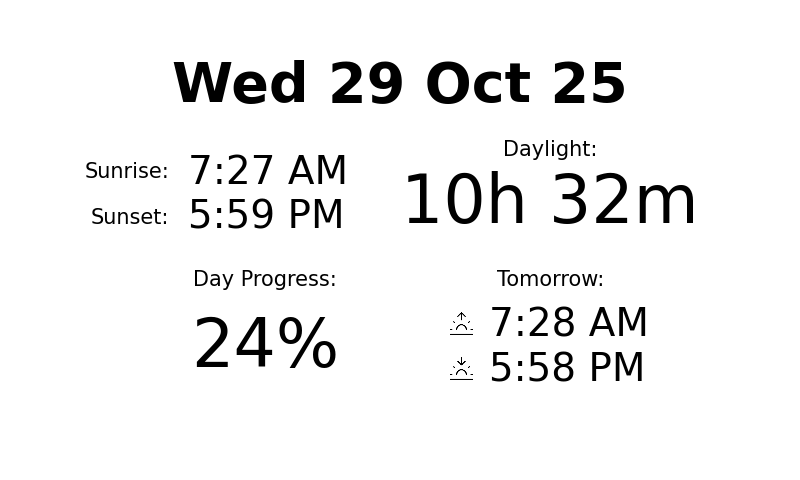 Wed 29 Oct 25
Sunrise: 7:27 AM
Sunset: 5:59 PM
Daylight:
10h 32m
Day Progress:
24%
Tomorrow:
7:28 AM
5:58 PM